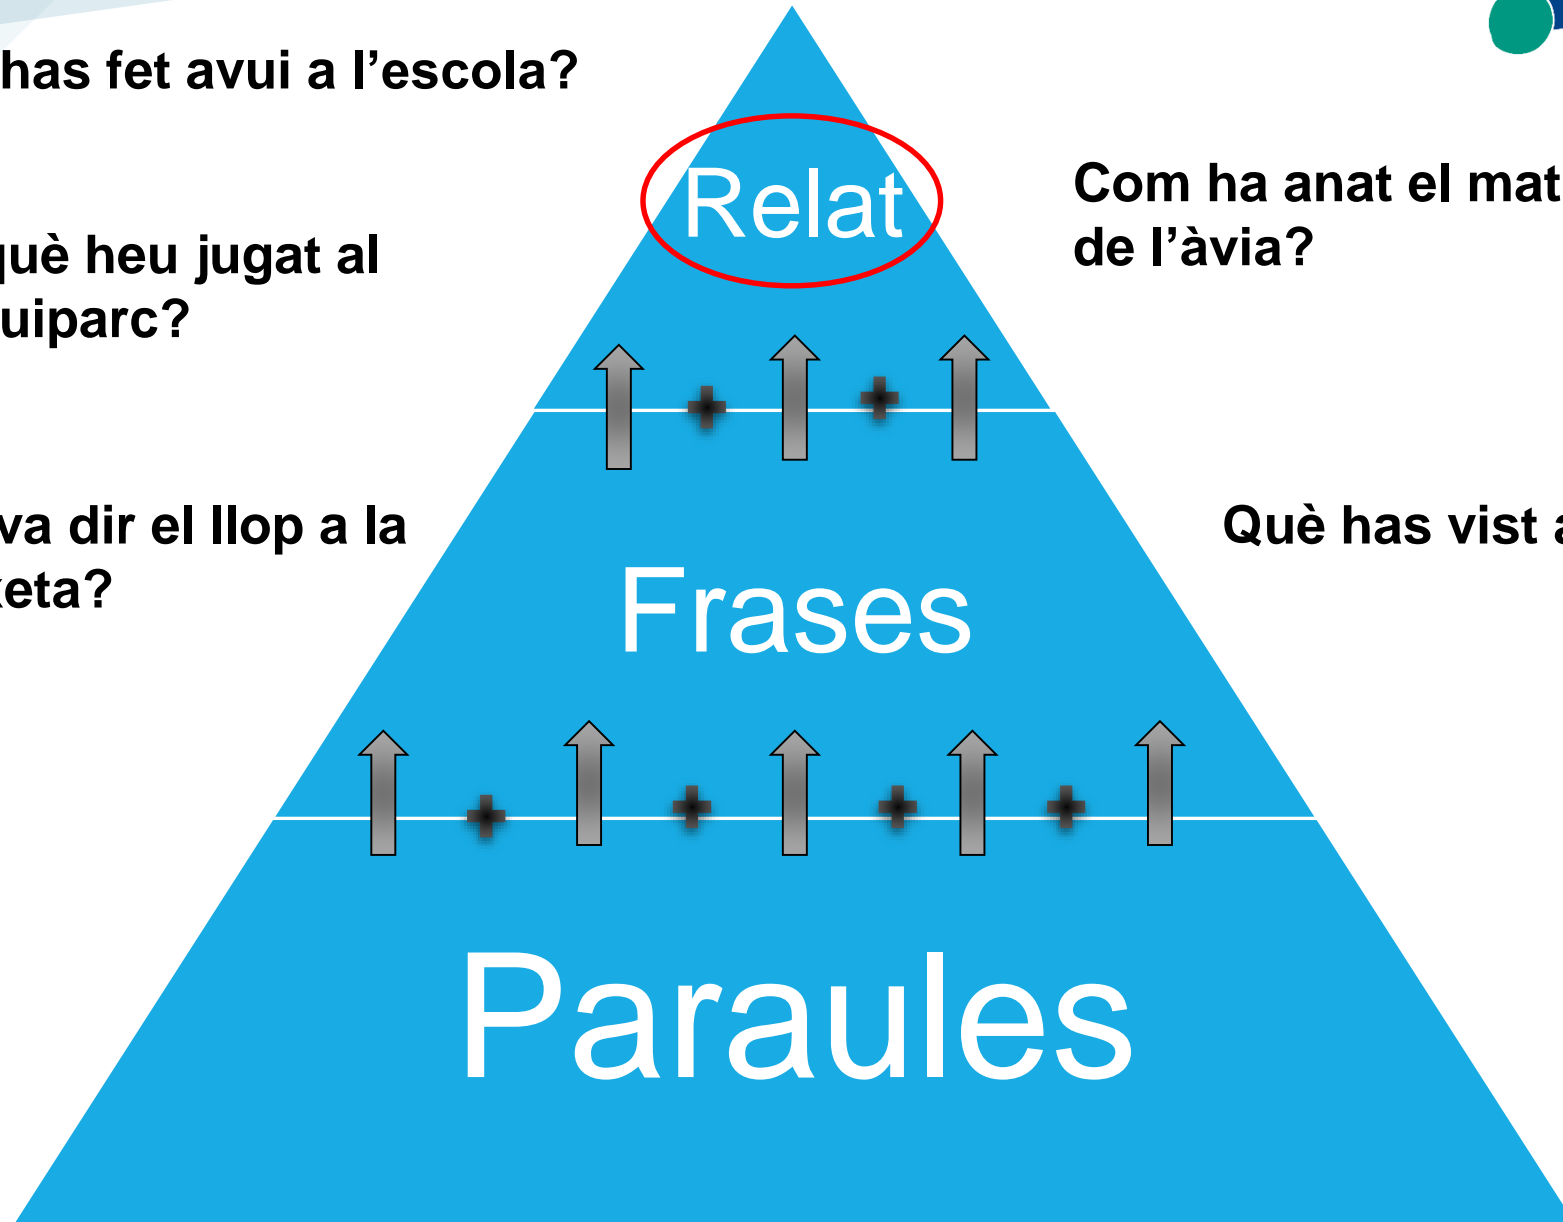 has fet avui a l’escola?
Relat
Com ha anat el mat
de l’àvia?
què heu jugat al
uiparc?
va dir el llop a la
xeta?
Què has vist a
Frases
Paraules